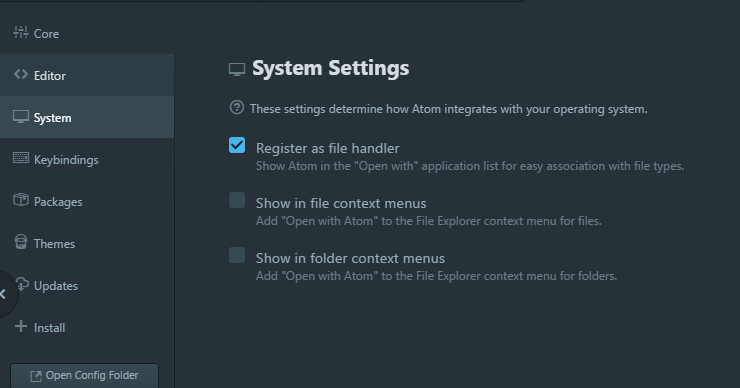 Core
Editor
System
Keybindings
Packages
Themes
Updates
Install
Open Config Folder
System Settings
These settings determine how Atom integrates with your operating system.
Register as file handler
Show Atom in the "Open with" application list for easy association with file types.
Show in file context menus
Add "Open with Atom" to the File Explorer context menu for files.
Show in folder context menus
Add "Open with Atom" to the File Explorer context menu for folders.